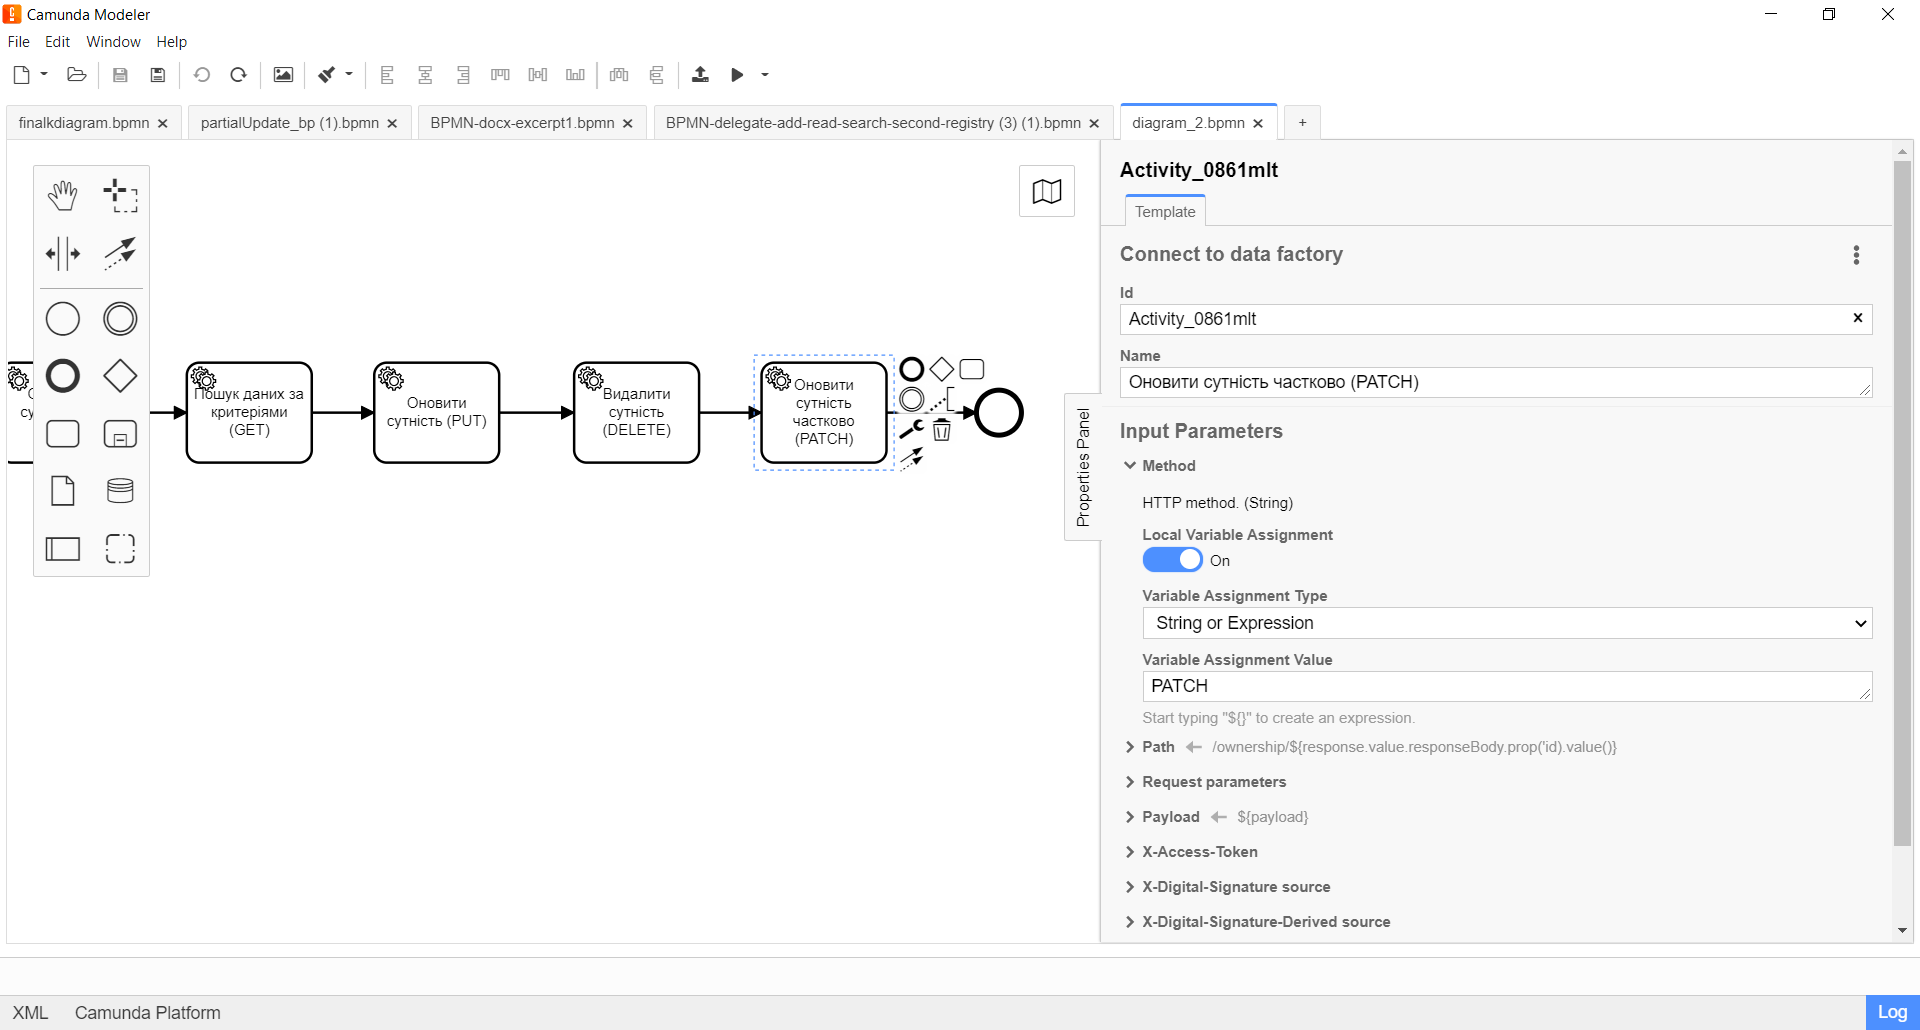 Camunda Modeler
File Edit Window Help
finalkdiagram.bpmn
partialUpdate_bp (1).bpmn
BPMN-docx-excerpt1.bpmn
BPMN-delegate-add-read-search-second-registry (3) (1).bpmn
diagram_2.bpmn
+
Пошук даних за
критеріями
(GET)
Оновити
сутність (PUT)
Видалити
сутність
(DELETE)
Оновити
сутність
частково
(PATCH)
Properties Panel
Activity_0861mlt
Template
Connect to data factory
Id
Activity_0861mlt
Name
Оновити сутність частково (PATCH)
Input Parameters
Method
HTTP method. (String)
Local Variable Assignment
On
Variable Assignment Type
String or Expression
Variable Assignment Value
PATCH
Start typing "${}" to create an expression.
Path /ownership/${response.value.responseBody.prop('id).value()}
Request parameters
Payload ${payload}
X-Access-Token
X-Digital-Signature source
X-Digital-Signature-Derived source
XML Camunda Platform
Log